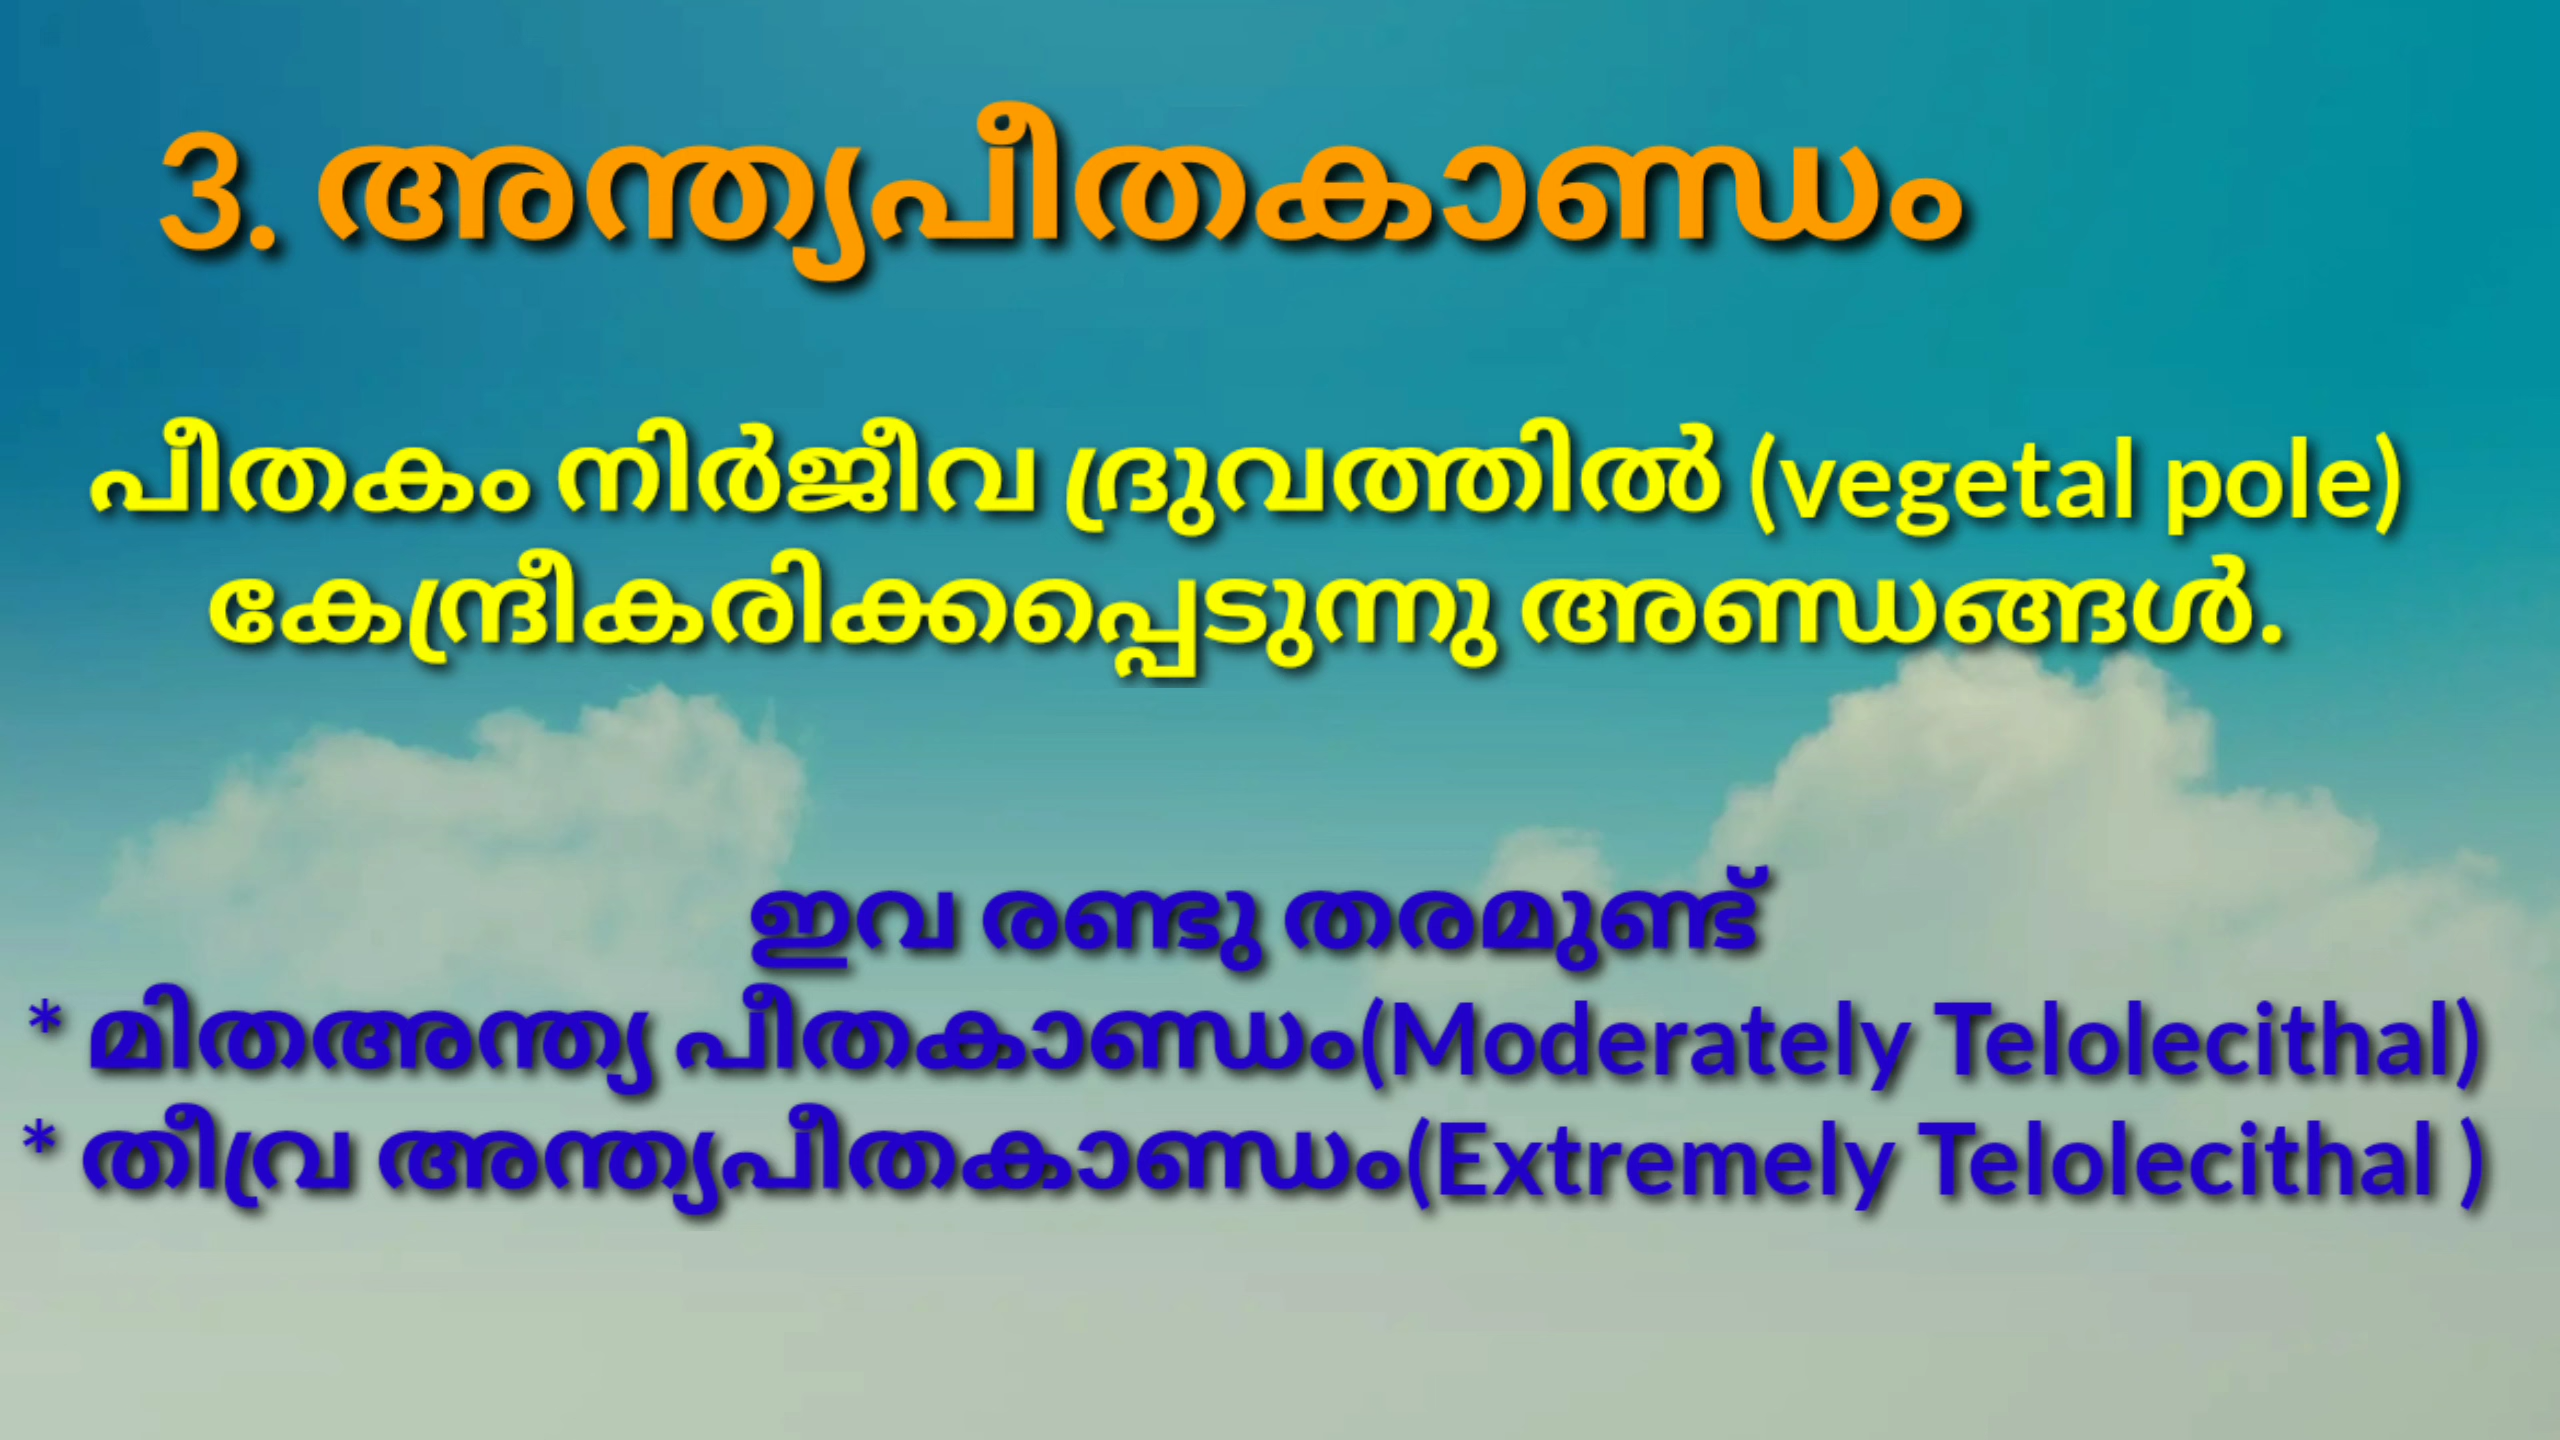 3. അന്ത്യപീതകാണ്ഡം
പീതകം നിർജീവ ദ്രുവത്തിൽ (vegetal pole)
കേന്ദ്രീകരിക്കപ്പെടുന്നു അണ്ഡങ്ങൾ.
ഇവ രണ്ടു തരമുണ്ട്
* മിതഅന്ത്യ പീതകാണ്ഡം(Moderately Telolecithal)
* തീവ്ര അന്ത്യപീതകാണ്ഡം(Extremely Telolecithal )